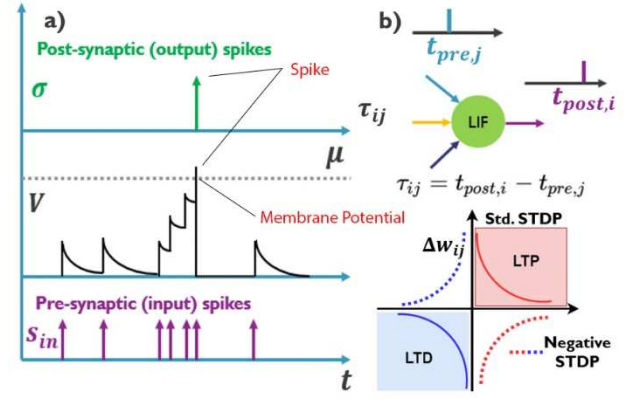 a)
Post-synaptic (output) spikes
Spike
σ
μ
V
Membrane Potential
Pre-synaptic (input) spikes
s_in
t
b)
t_pre,j
t_post,i
τ_ij
LIF
τ_ij = t_post,i − t_pre,j
Std. STDP
Δw_ij
LTP
LTD
Negative
STDP